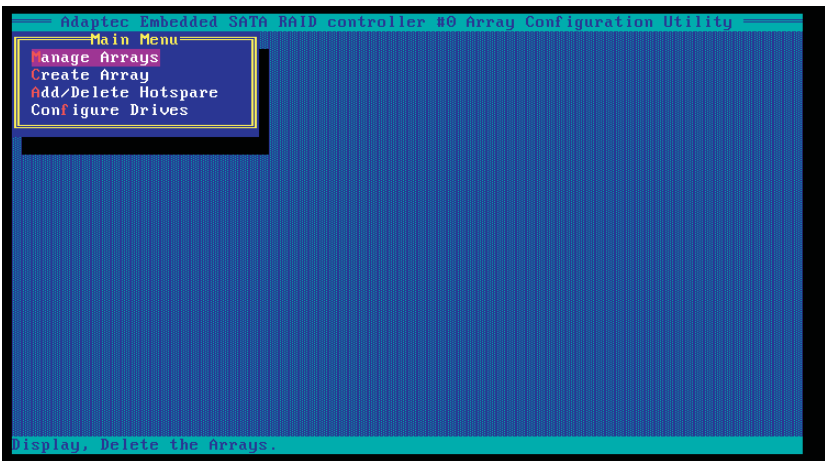 Adaptec Embedded SATA RAID controller #0 Array Configuration Utility
Main Menu
Manage Arrays
Create Array
Add/Delete Hotspare
Configure Drives
Display, Delete the Arrays.